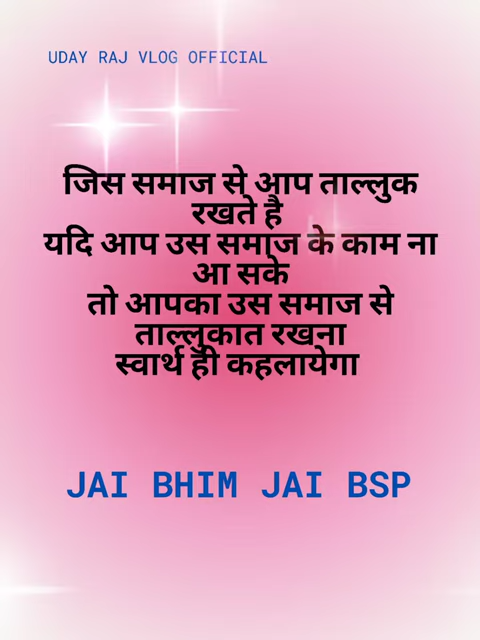 UDAY RAJ VLOG OFFICIAL
जिस समाज से आप ताल्लुक
रखते है
यदि आप उस समाज के काम ना
आ सके
तो आपका उस समाज से
ताल्लुकात रखना
स्वार्थ ही कहलायेगा
JAI BHIM JAI BSP